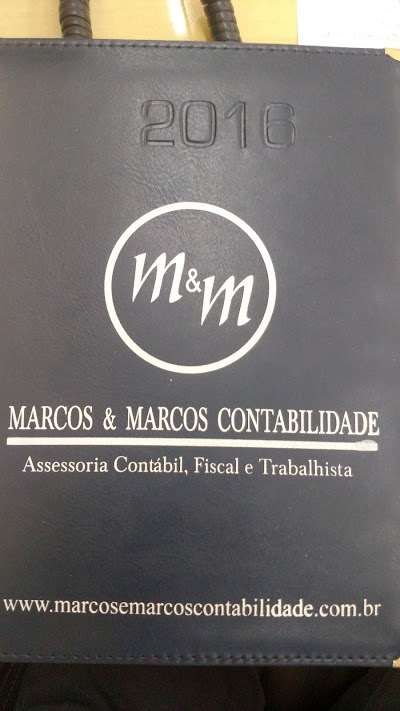 2016
m&m
MARCOS & MARCOS CONTABILIDADE
Assessoria Contábil, Fiscal e Trabalhista
www.marcosemarcoscontabilidade.com.br